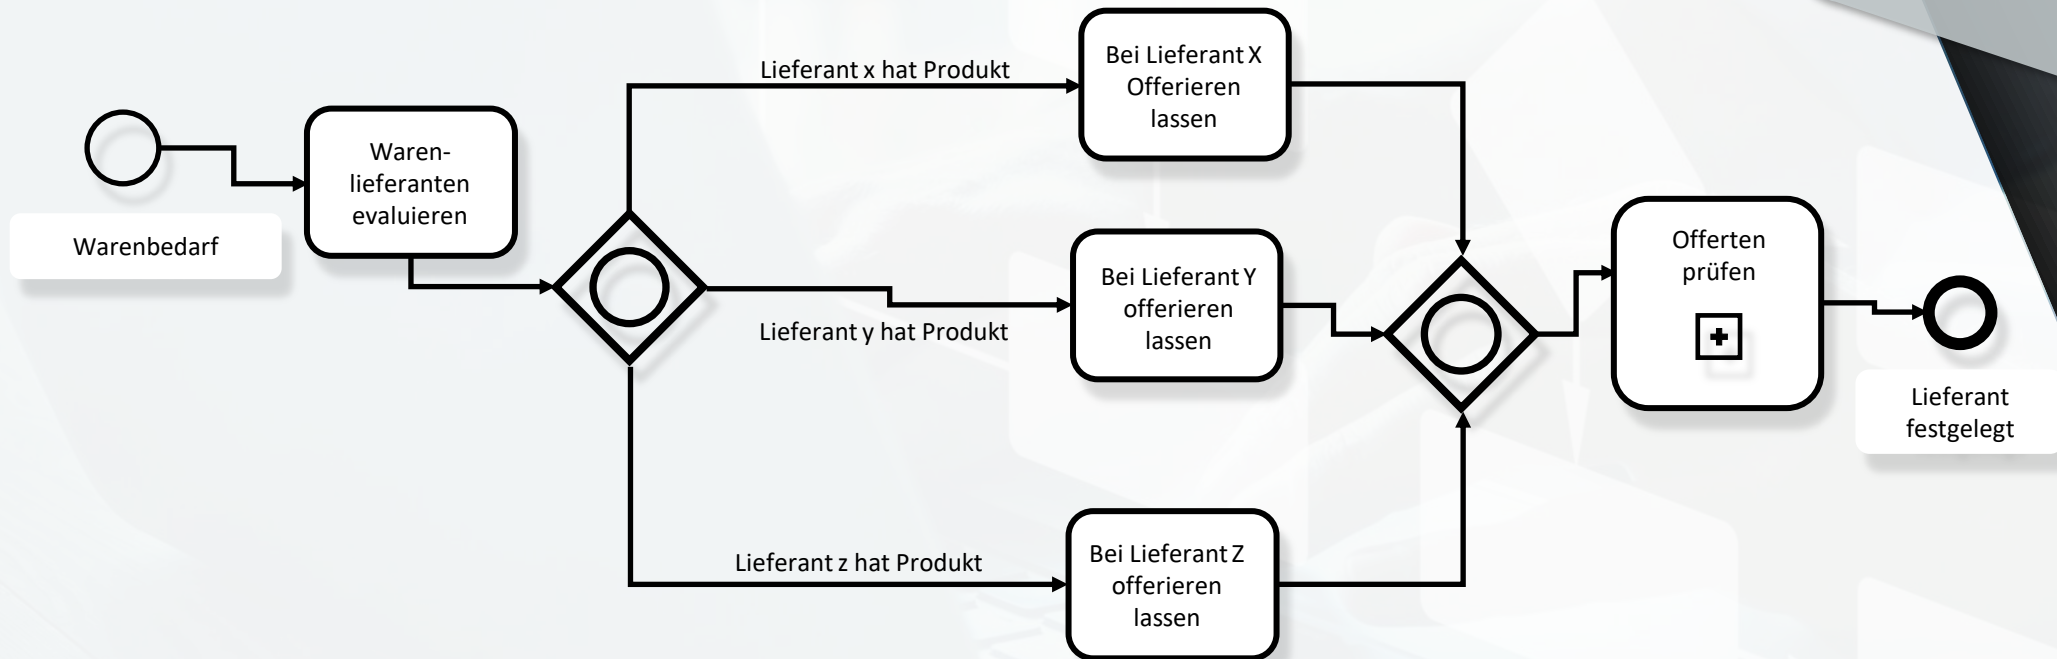 Warenbedarf
Waren-
lieferanten
evaluieren
Lieferant x hat Produkt
Bei Lieferant X
Offerieren
lassen
Lieferant y hat Produkt
Bei Lieferant Y
offerieren
lassen
Lieferant z hat Produkt
Bei Lieferant Z
offerieren
lassen
Offerten
prüfen
Lieferant
festgelegt